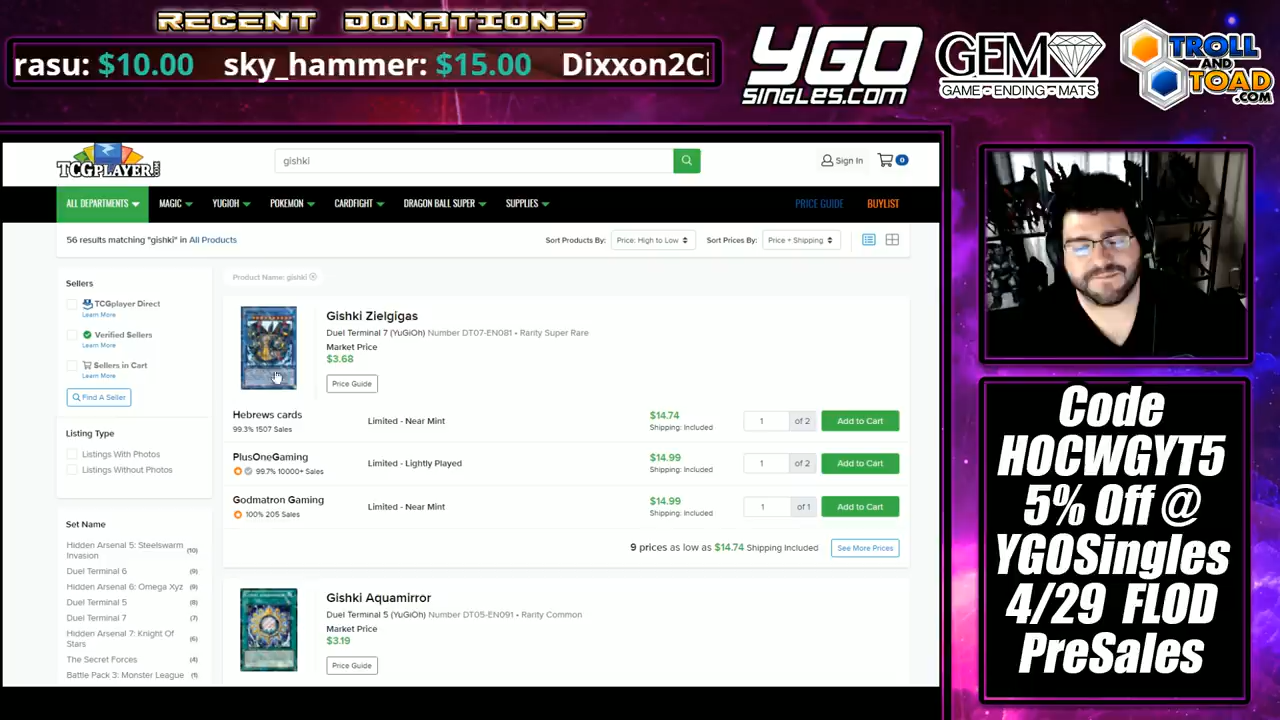 RECENT DONATIONS
rasu: $10.00 sky_hammer: $15.00 Dixxon2Ci
YGO
SINGLES.COM
GEM
GAME-ENDING-MATS
TROLL
AND
TOAD
.COM
TCGPLAYER
gishki
Sign In
0
ALL DEPARTMENTS
MAGIC
YUGIOH
POKEMON
CARDFIGHT
DRAGON BALL SUPER
SUPPLIES
PRICE GUIDE
BUYLIST
56 results matching "gishki" in All Products
Sort Products By: Price: High to Low
Sort Prices By: Price + Shipping
Product Name: gishki
Sellers
TCGplayer Direct
Learn More
Verified Sellers
Learn More
Sellers in Cart
Learn More
Find A Seller
Listing Type
Listings With Photos
Listings Without Photos
Set Name
Hidden Arsenal 5: Steelswarm
Invasion (10)
Duel Terminal 6 (9)
Hidden Arsenal 6: Omega Xyz (9)
Duel Terminal 5 (8)
Duel Terminal 7 (7)
Hidden Arsenal 7: Knight Of
Stars (6)
The Secret Forces (4)
Battle Pack 3: Monster League (1)
Gishki Zielgigas
Duel Terminal 7 (YuGiOh) Number DT07-EN081 • Rarity Super Rare
Market Price
$3.68
Price Guide
Hebrews cards
99.3% 1507 Sales
Limited - Near Mint
$14.74
Shipping: Included
1 of 2
Add to Cart
PlusOneGaming
99.7% 10000+ Sales
Limited - Lightly Played
$14.99
Shipping: Included
1 of 2
Add to Cart
Godmatron Gaming
100% 205 Sales
Limited - Near Mint
$14.99
Shipping: Included
1 of 1
Add to Cart
9 prices as low as $14.74 Shipping Included
See More Prices
Gishki Aquamirror
Duel Terminal 5 (YuGiOh) Number DT05-EN091 • Rarity Common
Market Price
$3.19
Price Guide
Code
H0CWGYT5
5% Off @
YGOSingles
4/29 FLOD
PreSales